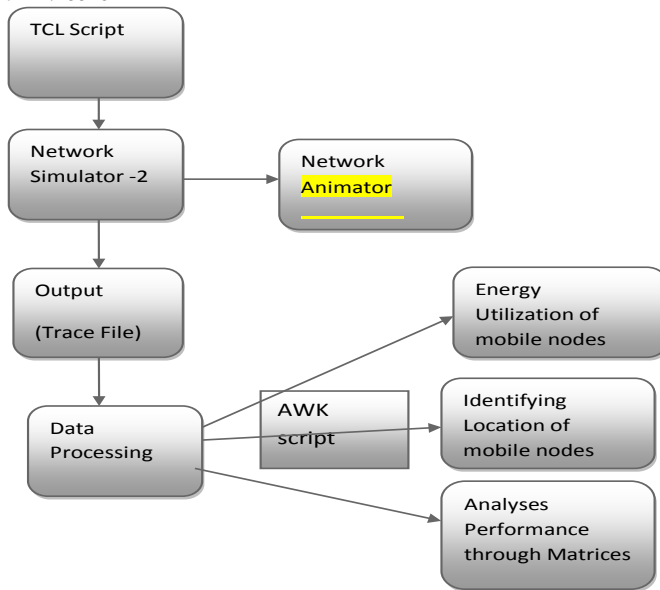 TCL Script
Network
Simulator -2
Network
Animator
Output
(Trace File)
Energy
Utilization of
mobile nodes
Data
Processing
AWK
script
Identifying
Location of
mobile nodes
Analyses
Performance
through Matrices